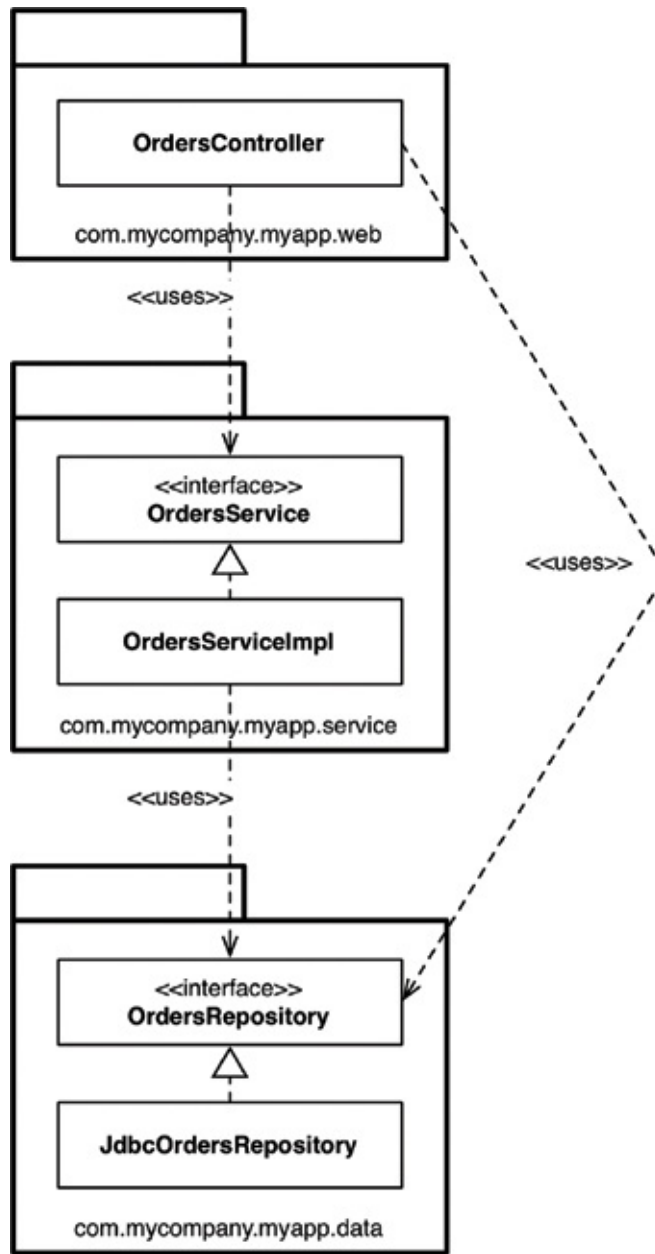 OrdersController
com.mycompany.myapp.web
<<uses>>
<<interface>>
OrdersService
<<uses>>
OrdersServiceImpl
com.mycompany.myapp.service
<<uses>>
<<interface>>
OrdersRepository
JdbcOrdersRepository
com.mycompany.myapp.data